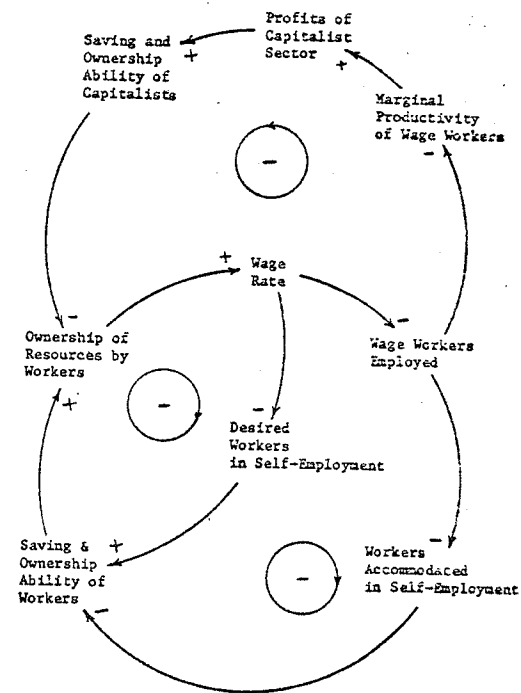 Profits of
Capitalist
Sector
+
Saving and
Ownership
Ability of
Capitalists
+
Marginal
Productivity
of Wage Workers
-
-
+
Wage
Rate
-
Ownership of
Resources by
Workers
+
-
Wage Workers
Employed
-
-
Desired
Workers
in Self-Employment
Saving &
Ownership
Ability of
Workers
+
-
-
-
Workers
Accommodaced
in Self-Employment